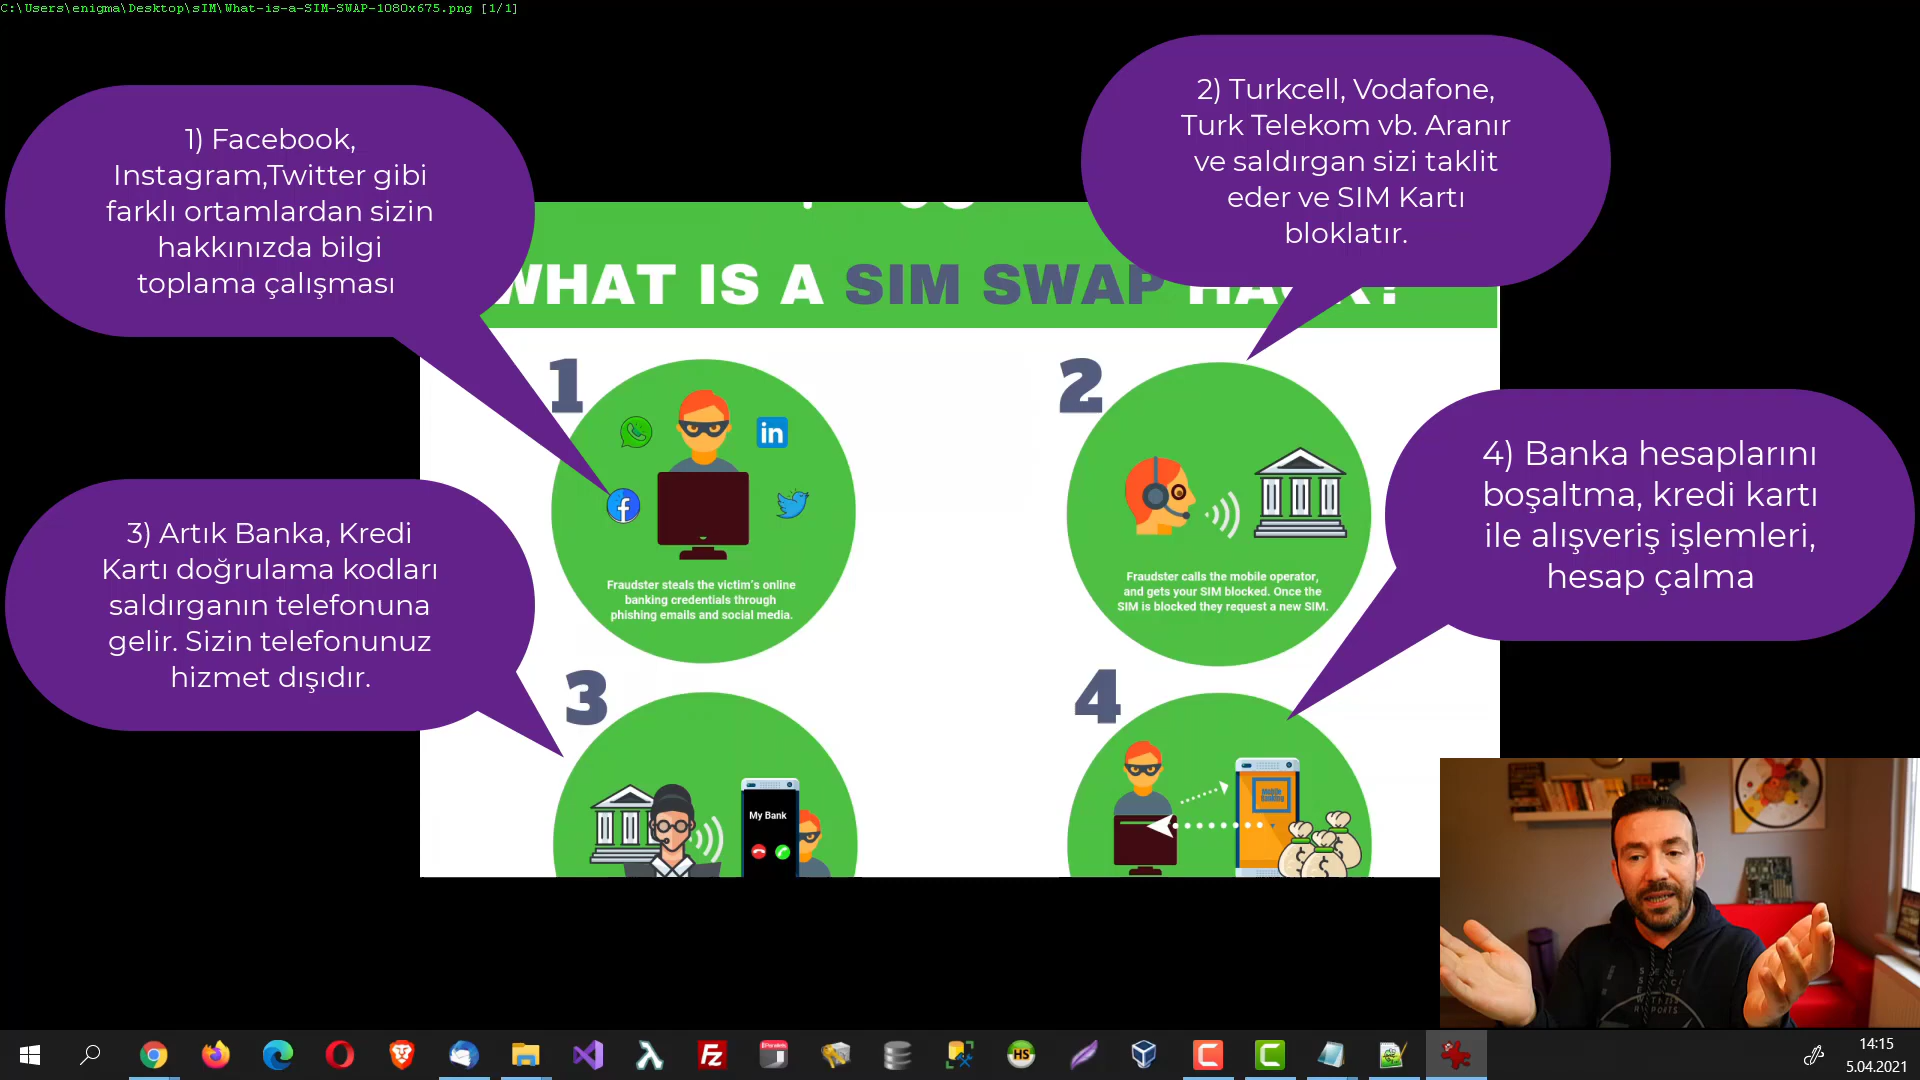 C:\Users\enigma\Desktop\sIM\What-is-a-SIM-SWAP-1080x675.png [1/1]
1) Facebook,
Instagram,Twitter gibi
farklı ortamlardan sizin
hakkınızda bilgi
toplama çalışması
2) Turkcell, Vodafone,
Turk Telekom vb. Aranır
ve saldırgan sizi taklit
eder ve SIM Kartı
bloklatır.
WHAT IS A SIM SWAP HACK?
1
2
in
Fraudster steals the victim's online
banking credentials through
phishing emails and social media.
Fraudster calls the mobile operator,
and gets your SIM blocked. Once the
SIM is blocked they request a new SIM.
3) Artık Banka, Kredi
Kartı doğrulama kodları
saldırganın telefonuna
gelir. Sizin telefonunuz
hizmet dışıdır.
4) Banka hesaplarını
boşaltma, kredi kartı
ile alışveriş işlemleri,
hesap çalma
3
4
My Bank
Mobile
Banking
14:15
5.04.2021